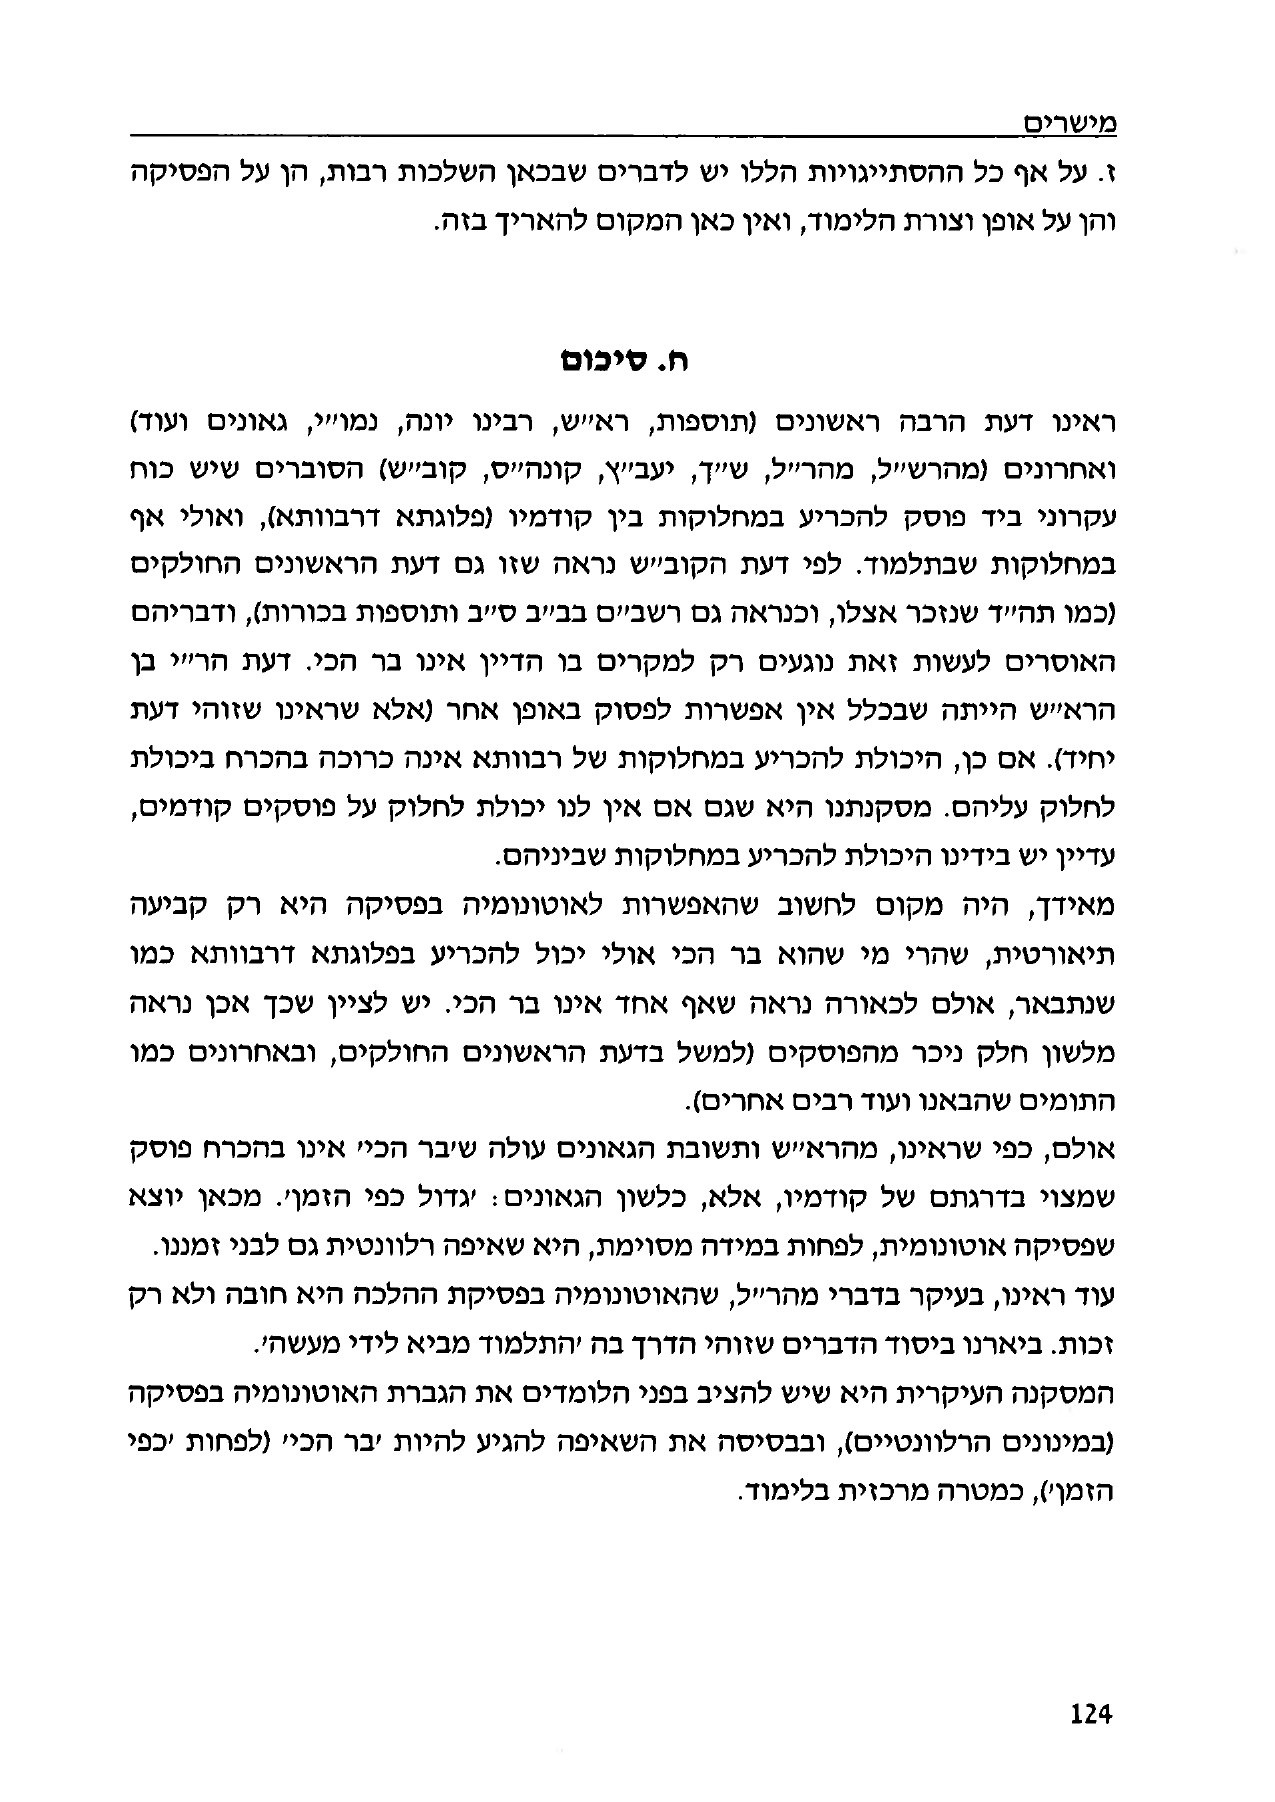 מישרים
ז. על אף כל ההסתייגויות הללו יש לדברים שבכאן השלכות רבות, הן על הפסיקה
והן על אופן וצורת הלימוד, ואין כאן המקום להאריך בזה.
ח. סיכום
ראינו דעת הרבה ראשונים (תוספות, רא״ש, רבינו יונה, נמו״י, גאונים ועוד)
ואחרונים (מהרש״ל, מהר״ל, ש״ך, יעב״ץ, קונה״ס, קוב״ש) הסוברים שיש כוח
עקרוני ביד פוסק להכריע במחלוקות בין קודמיו (פלוגתא דרבוותא), ואולי אף
במחלוקות שבתלמוד. לפי דעת הקוב״ש נראה שזו גם דעת הראשונים החולקים
(כמו תה״ד שנזכר אצלו, וכנראה גם רשב״ם בב״ב ס״ב ותוספות בכורות), ודבריהם
האוסרים לעשות זאת נוגעים רק למקרים בו הדיין אינו בר הכי. דעת הר״י בן
הרא״ש הייתה שבכלל אין אפשרות לפסוק באופן אחר (אלא שראינו שזוהי דעת
יחיד). אם כן, היכולת להכריע במחלוקות של רבוותא אינה כרוכה בהכרח ביכולת
לחלוק עליהם. מסקנתנו היא שגם אם אין לנו יכולת לחלוק על פוסקים קודמים,
עדיין יש בידינו היכולת להכריע במחלוקות שביניהם.
מאידך, היה מקום לחשוב שהאפשרות לאוטונומיה בפסיקה היא רק קביעה
תיאורטית, שהרי מי שהוא בר הכי אולי יכול להכריע בפלוגתא דרבוותא כמו
שנתבאר, אולם לכאורה נראה שאף אחד אינו בר הכי. יש לציין שכך אכן נראה
מלשון חלק ניכר מהפוסקים (למשל בדעת הראשונים החולקים, ובאחרונים כמו
התומים שהבאנו ועוד רבים אחרים).
אולם, כפי שראינו, מהרא״ש ותשובת הגאונים עולה ש׳בר הכי׳ אינו בהכרח פוסק
שמצוי בדרגתם של קודמיו, אלא, כלשון הגאונים: ׳גדול כפי הזמן׳. מכאן יוצא
שפסיקה אוטונומית, לפחות במידה מסוימת, היא שאיפה רלוונטית גם לבני זמננו.
עוד ראינו, בעיקר בדברי מהר״ל, שהאוטונומיה בפסיקת ההלכה היא חובה ולא רק
זכות. ביארנו ביסוד הדברים שזוהי הדרך בה ׳התלמוד מביא לידי מעשה׳.
המסקנה העיקרית היא שיש להציב בפני הלומדים את הגברת האוטונומיה בפסיקה
(במינונים הרלוונטיים), ובבסיסה את השאיפה להגיע להיות ׳בר הכי׳ (לפחות ׳כפי
הזמן׳), כמטרה מרכזית בלימוד.
124